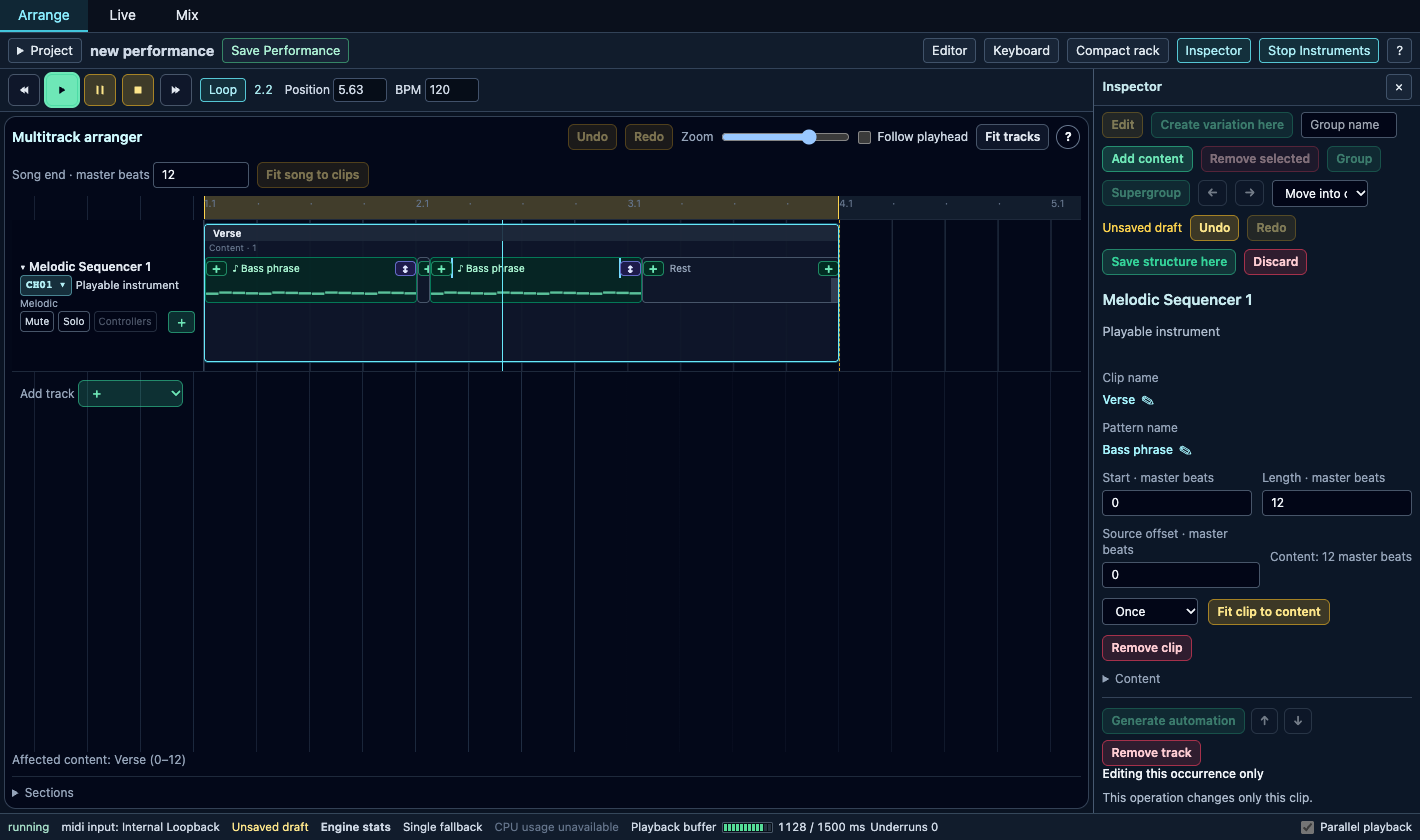 Arrange Live Mix
Project new performance Save Performance Editor Keyboard Compact rack Inspector Stop Instruments ?
Loop 2.2 Position 5.63 BPM 120
Inspector ×
Multitrack arranger Undo Redo Zoom Follow playhead Fit tracks ?
Song end · master beats 12 Fit song to clips
1.1 2.1 3.1 4.1 5.1
Verse
Content · 1
Melodic Sequencer 1
+ ♪ Bass phrase + + ♪ Bass phrase + Rest +
CH01 Playable instrument
Melodic
Mute Solo Controllers +
Add track +
Affected content: Verse (0–12)
Sections
Edit Create variation here Group name
Add content Remove selected Group
Supergroup ← → Move into
Unsaved draft Undo Redo
Save structure here Discard
Melodic Sequencer 1
Playable instrument
Clip name
Verse
Pattern name
Bass phrase
Start · master beats Length · master beats
0 12
Source offset · master
beats
Content: 12 master beats
0
Once Fit clip to content
Remove clip
Content
Generate automation ↑ ↓
Remove track
Editing this occurrence only
This operation changes only this clip.
running midi input: Internal Loopback Unsaved draft Engine stats Single fallback CPU usage unavailable Playback buffer 1128 / 1500 ms Underruns 0 Parallel playback